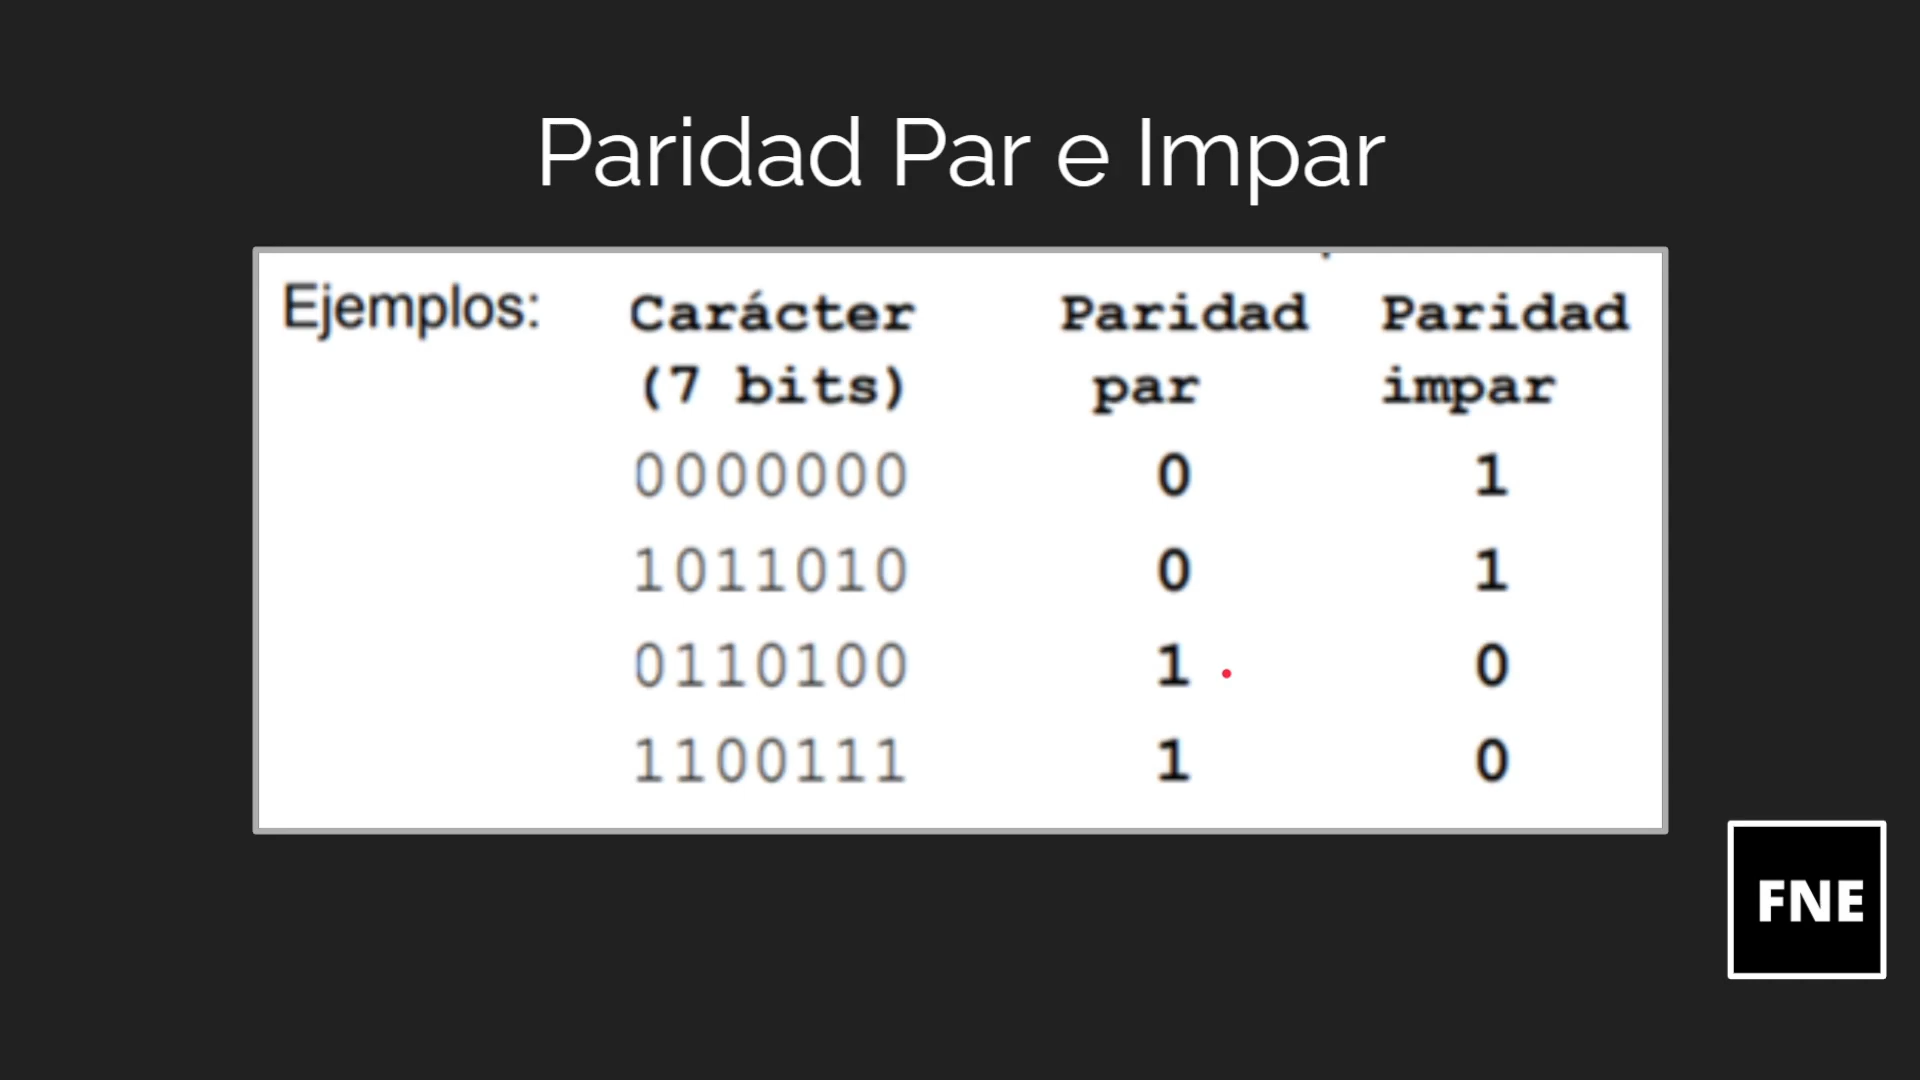 Paridad Par e Impar
Ejemplos: Carácter Paridad Paridad
(7 bits) par impar
0000000 0 1
1011010 0 1
0110100 1 0
1100111 1 0
FNE